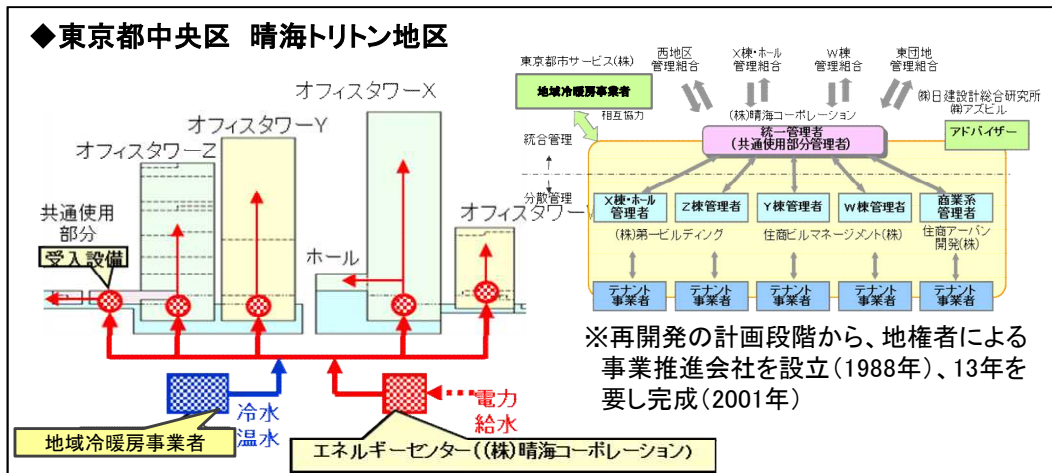 ◆東京都中央区 晴海トリトン地区
オフィスタワーX
オフィスタワーY
オフィスタワーZ
共通使用
部分
受入設備
ホール
オフィスタワー
冷水
温水
電力
給水
地域冷暖房事業者
エネルギーセンター((株)晴海コーポレーション)
東京都市サービス(株)
地域冷暖房事業者
相互協力
西地区
管理組合
X棟・ホール
管理組合
W棟
管理組合
東団地
管理組合
(株)晴海コーポレーション
統一管理者
(共通使用部分管理者)
㈱日建設計総合研究所
㈱アズビル
アドバイザー
統合管理
分散管理
X棟・ホール
管理者
Z棟管理者
Y棟管理者
W棟管理者
商業系
管理者
(株)第一ビルディング
住商ビルマネージメント(株)
住商アーバン
開発(株)
テナント
事業者
テナント
事業者
テナント
事業者
テナント
事業者
テナント
事業者
※再開発の計画段階から、地権者による
事業推進会社を設立(1988年)、13年を
要し完成(2001年)